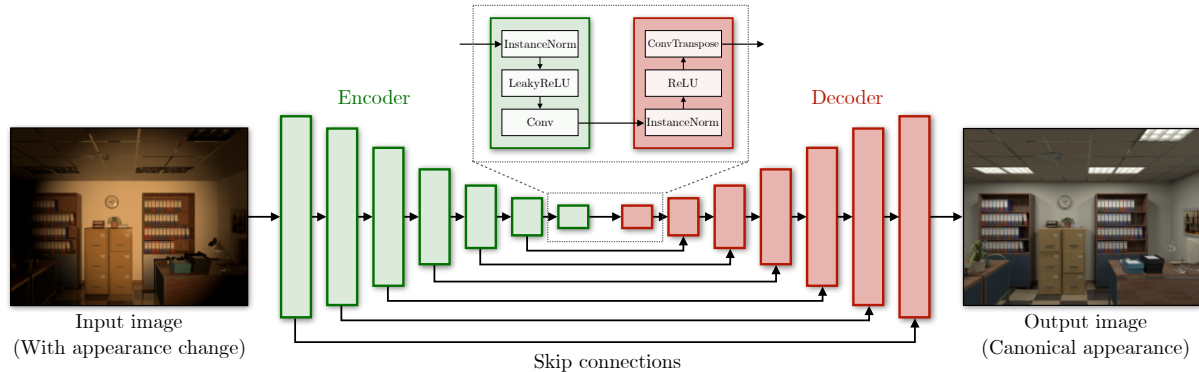 InstanceNorm
LeakyReLU
Conv
ConvTranspose
ReLU
InstanceNorm
Encoder
Decoder
Input image
(With appearance change)
Skip connections
Output image
(Canonical appearance)